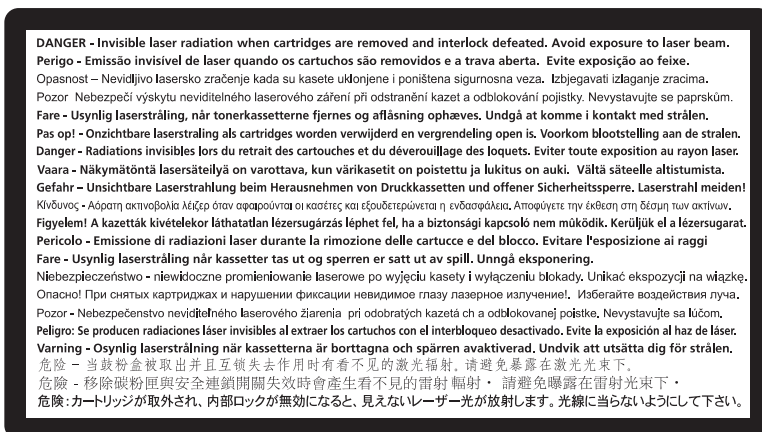 DANGER - Invisible laser radiation when cartridges are removed and interlock defeated. Avoid exposure to laser beam.
Perigo - Emissão invisível de laser quando os cartuchos são removidos e a trava aberta. Evite exposição ao feixe.
Opasnost – Nevidljivo lasersko zračenje kada su kasete uklonjene i poništena sigurnosna veza. Izbjegavati izlaganje zracima.
Pozor Nebezpečí výskytu neviditelného laserového záření při odstranění kazet a odblokování pojistky. Nevystavujte se paprskům.
Fare - Usynlig laserstråling, når tonerkassetterne fjernes og aflåsning ophæves. Undgå at komme i kontakt med strålen.
Pas op! - Onzichtbare laserstraling als cartridges worden verwijderd en vergrendeling open is. Voorkom blootstelling aan de stralen.
Danger - Radiations invisibles lors du retrait des cartouches et du déverouillage des loquets. Eviter toute exposition au rayon laser.
Vaara - Näkymätöntä lasersäteilyä on varottava, kun värikasetit on poistettu ja lukitus on auki. Vältä säteelle altistumista.
Gefahr – Unsichtbare Laserstrahlung beim Herausnehmen von Druckkassetten und offener Sicherheitssperre. Laserstrahl meiden!
Κίνδυνος - Αόρατη ακτινοβολία λέιζερ όταν αφαιρούνται οι κασέτες και εξουδετερώνεται η ενδασφάλεια. Αποφύγετε την έκθεση στη δέσμη των ακτίνων.
Figyelem! A kazetták kivételekor láthatatlan lézersugárzás léphet fel, ha a biztonsági kapcsoló nem mûködik. Kerüljük el a lézersugarat.
Pericolo - Emissione di radiazioni laser durante la rimozione delle cartucce e del blocco. Evitare l'esposizione ai raggi
Fare - Usynlig laserstråling når kassetter tas ut og sperren er satt ut av spill. Unngå eksponering.
Niebezpieczeństwo - niewidoczne promieniowanie laserowe po wyjęciu kasety i wyłączeniu blokady. Unikać ekspozycji na wiązkę.
Опасно! При снятых картриджах и нарушении фиксации невидимое глазу лазерное излучение!. Избегайте воздействия луча.
Pozor - Nebezpečenstvo neviditeľného laserového žiarenia pri odobratých kazetá ch a odblokovanej poistke. Nevystavujte sa lúčom.
Peligro: Se producen radiaciones láser invisibles al extraer los cartuchos con el interbloqueo desactivado. Evite la exposición al haz de láser.
Varning - Osynlig laserstrålning när kassetterna är borttagna och spärren avaktiverad. Undvik att utsätta dig för strålen.
危险 - 当鼓粉盒被取出并且互锁失去作用时有看不见的激光辐射. 请避免暴露在激光光束下。
危險 - 移除碳粉匣與安全連鎖開關失效時會產生看不見的雷射輻射・ 請避免曝露在雷射光束下・
危険：カートリッジが取外され、内部ロックが無効になると、見えないレーザー光が放射します。光線に当らないようにして下さい。